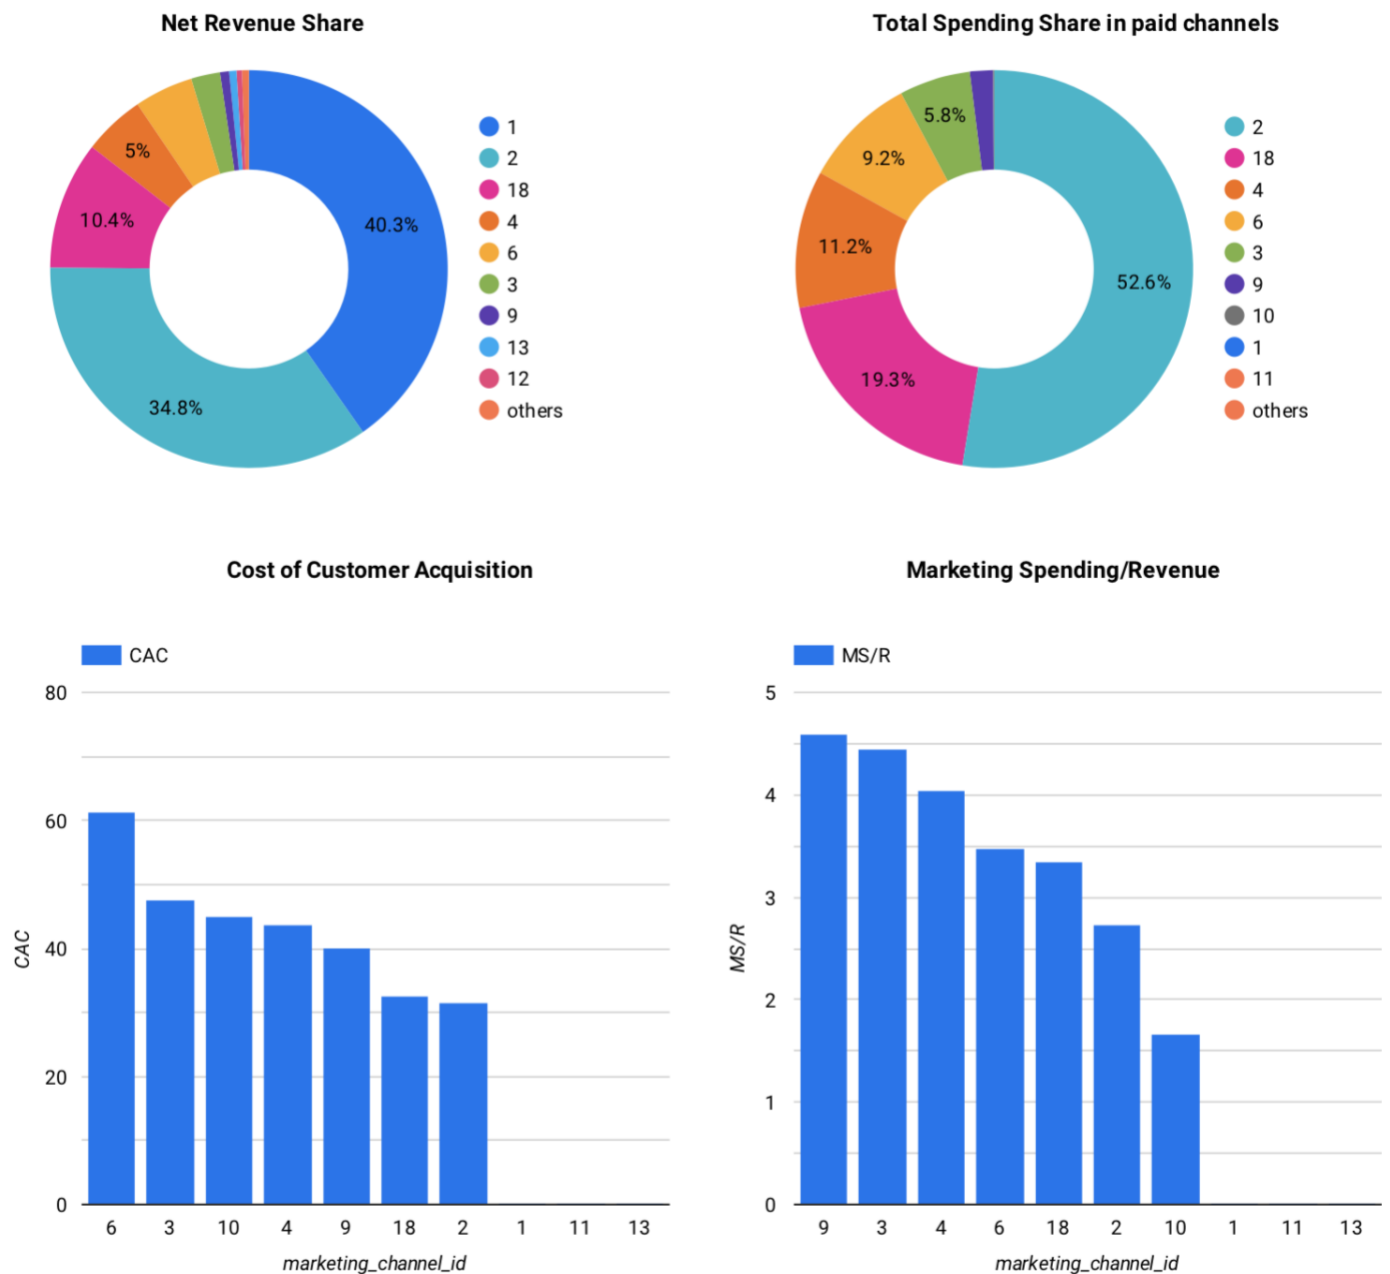 Net Revenue Share
5%
10.4%
40.3%
34.8%
1
2
18
4
6
3
9
13
12
others
Total Spending Share in paid channels
5.8%
9.2%
11.2%
52.6%
19.3%
2
18
4
6
3
9
10
1
11
others
Cost of Customer Acquisition
CAC
80
60
40
20
0
CAC
6 3 10 4 9 18 2 1 11 13
marketing_channel_id
Marketing Spending/Revenue
MS/R
5
4
3
2
1
0
MS/R
9 3 4 6 18 2 10 1 11 13
marketing_channel_id